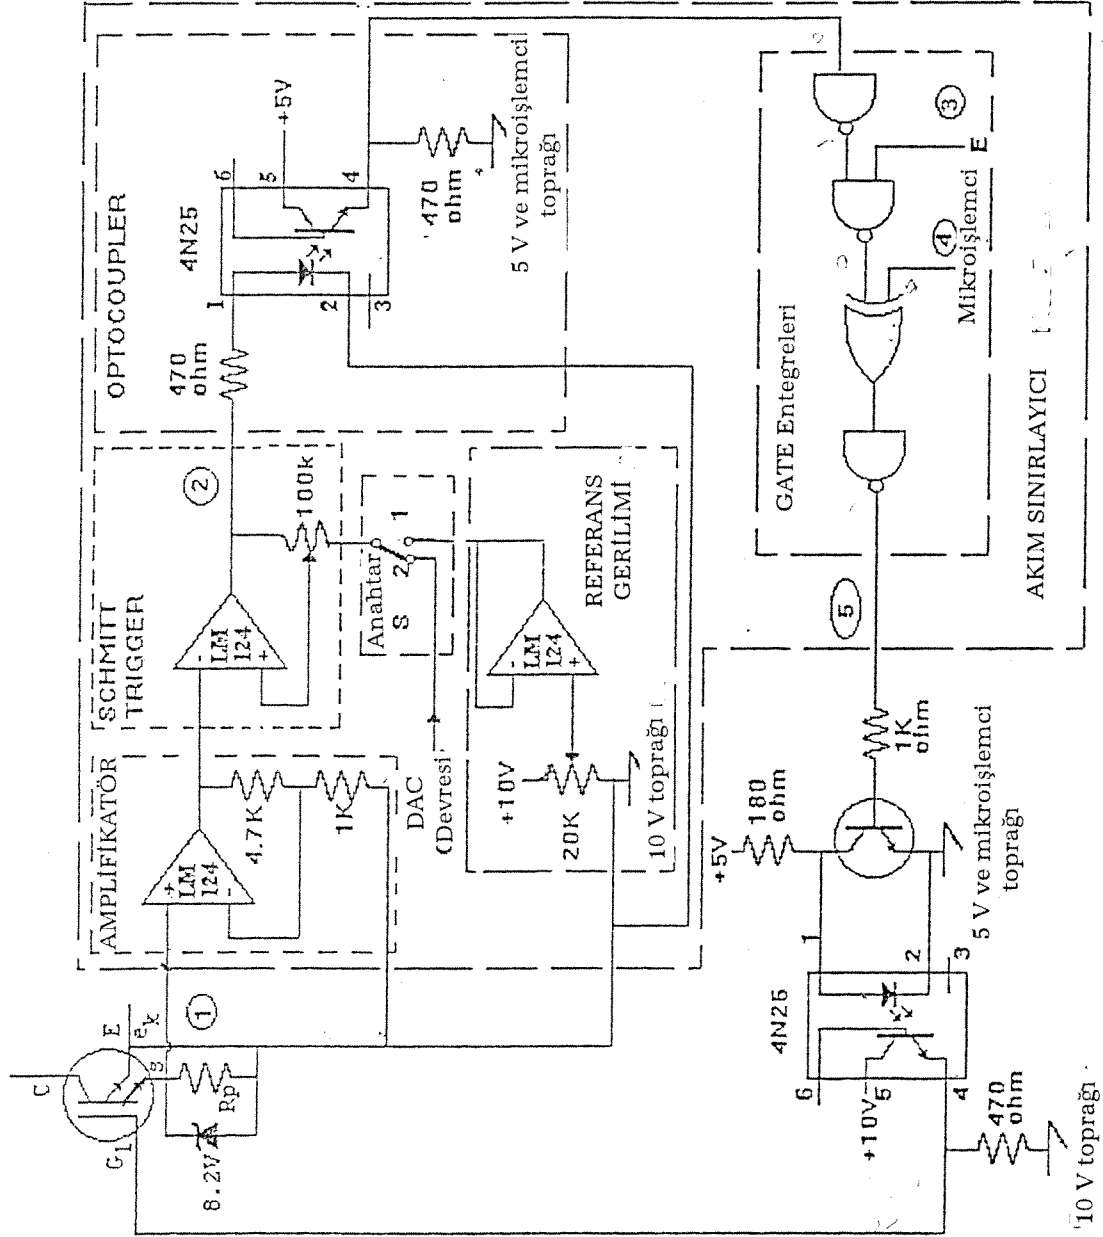 OPTOCOUPLER
470
ohm
4N25
1
2
3
4
5
6
+5V
470
ohm
5 V ve mikroişlemci
toprağı
SCHMITT
TRIGGER
LM
124
-
+
2
100k
Anahtar
S
2
1
DAC
(Devresi)
REFERANS
GERİLİMİ
LM
124
-
+
+10V
20K
10 V toprağı
AMPLİFİKATÖR
LM
124
+
-
4.7K
1K
C
G1
E
ek
s
1
8.2V
Rp
GATE Entegreleri
3
E
4
Mikroişlemci
AKIM SINIRLAYICI
5
1K
ohm
+5V
180
ohm
5 V ve mikroişlemci
toprağı
4N25
1
2
3
4
5
6
+10V
470
ohm
10 V toprağı